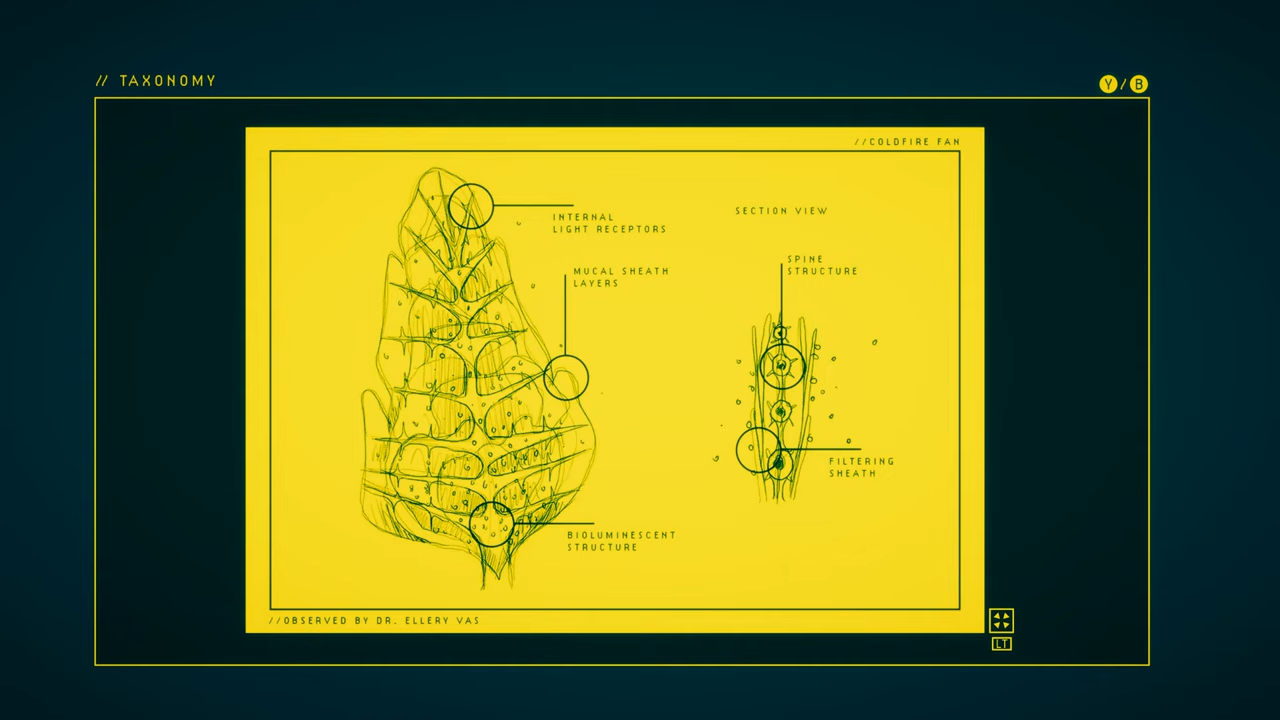 // TAXONOMY
Y / B
//COLDFIRE FAN
INTERNAL
LIGHT RECEPTORS
SECTION VIEW
MUCAL SHEATH
LAYERS
SPINE
STRUCTURE
FILTERING
SHEATH
BIOLUMINESCENT
STRUCTURE
//OBSERVED BY DR. ELLERY VAS
LT